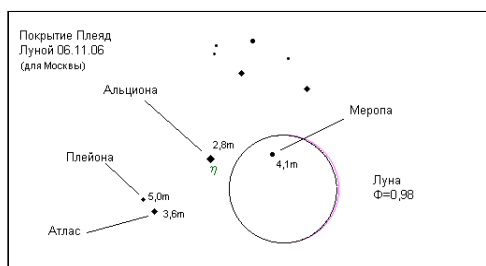 Покрытие Плеяд
Луной 06.11.06
(для Москвы)
Альциона
Меропа
2,8m
η
4,1m
Плейона
5,0m
3,6m
Атлас
Луна
Ф=0,98